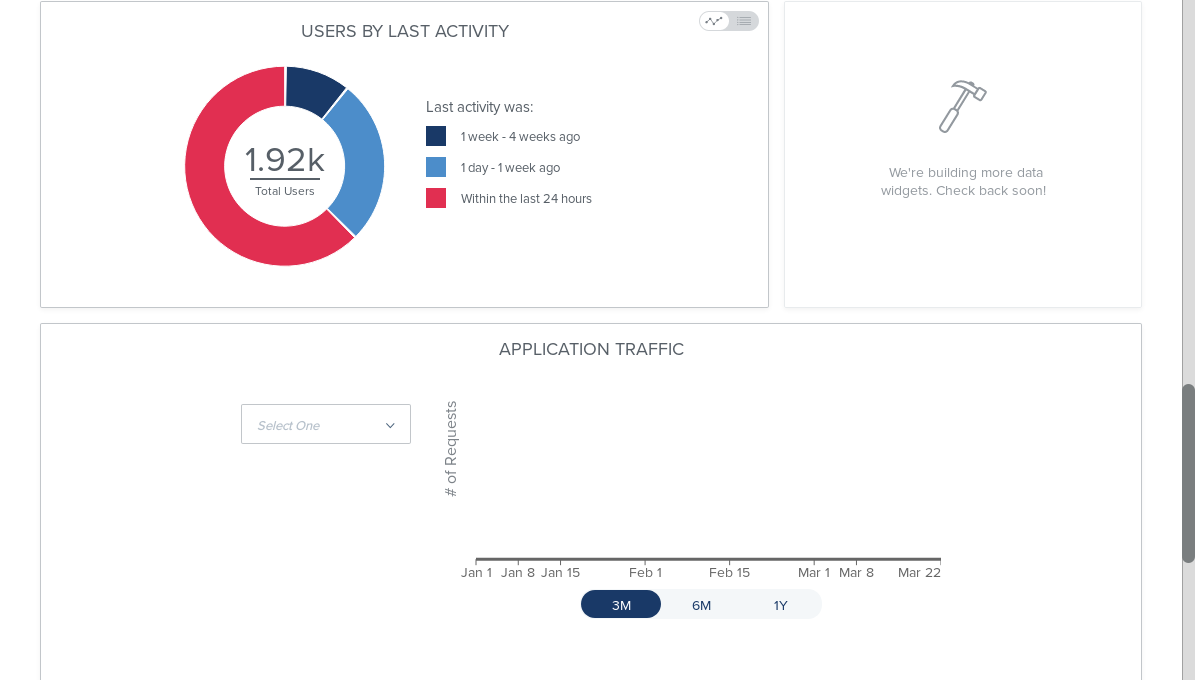 USERS BY LAST ACTIVITY
1.92k
Total Users
Last activity was:
1 week - 4 weeks ago
1 day - 1 week ago
Within the last 24 hours
We're building more data
widgets. Check back soon!
APPLICATION TRAFFIC
Select One
# of Requests
Jan 1 Jan 8 Jan 15 Feb 1 Feb 15 Mar 1 Mar 8 Mar 22
3M 6M 1Y